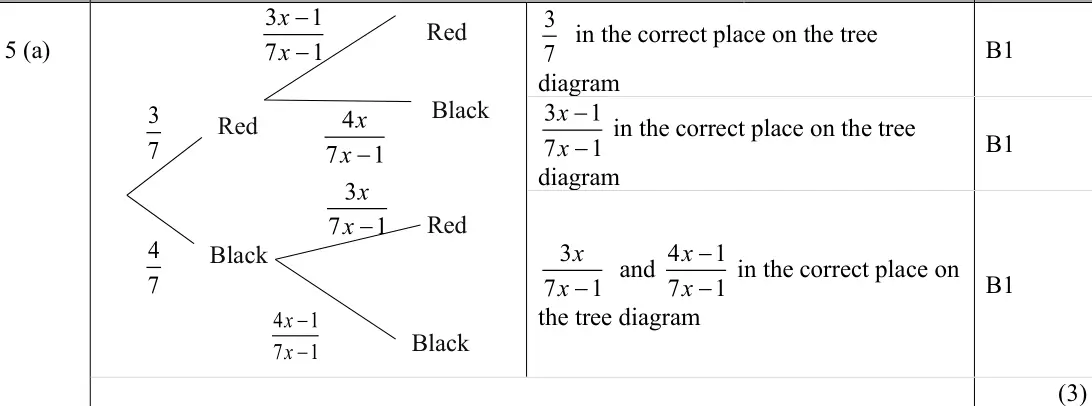 5 (a)
3x − 1
7x − 1
Red
Black
3
7
Red
4x
7x − 1
3x
7x − 1
Red
4
7
Black
4x − 1
7x − 1
Black
3
7
in the correct place on the tree
diagram
B1
3x − 1
7x − 1
in the correct place on the tree
diagram
B1
3x
7x − 1
and
4x − 1
7x − 1
in the correct place on
the tree diagram
B1
(3)